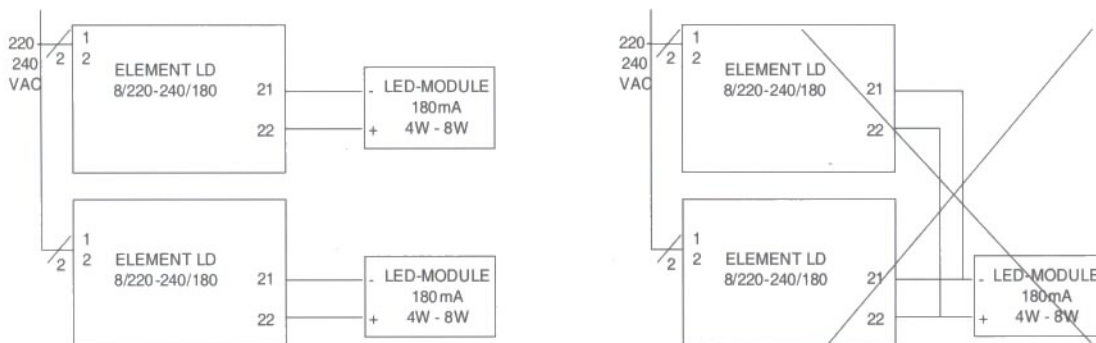 220
240
VAC
2
1
2
ELEMENT LD
8/220-240/180
21
22
-
+
LED-MODULE
180mA
4W - 8W
2
1
2
ELEMENT LD
8/220-240/180
21
22
-
+
LED-MODULE
180mA
4W - 8W
220
240
VAC
2
1
2
ELEMENT LD
8/220-240/180
21
22
2
1
2
ELEMENT LD
8/220-240/180
21
22
-
+
LED-MODULE
180mA
4W - 8W